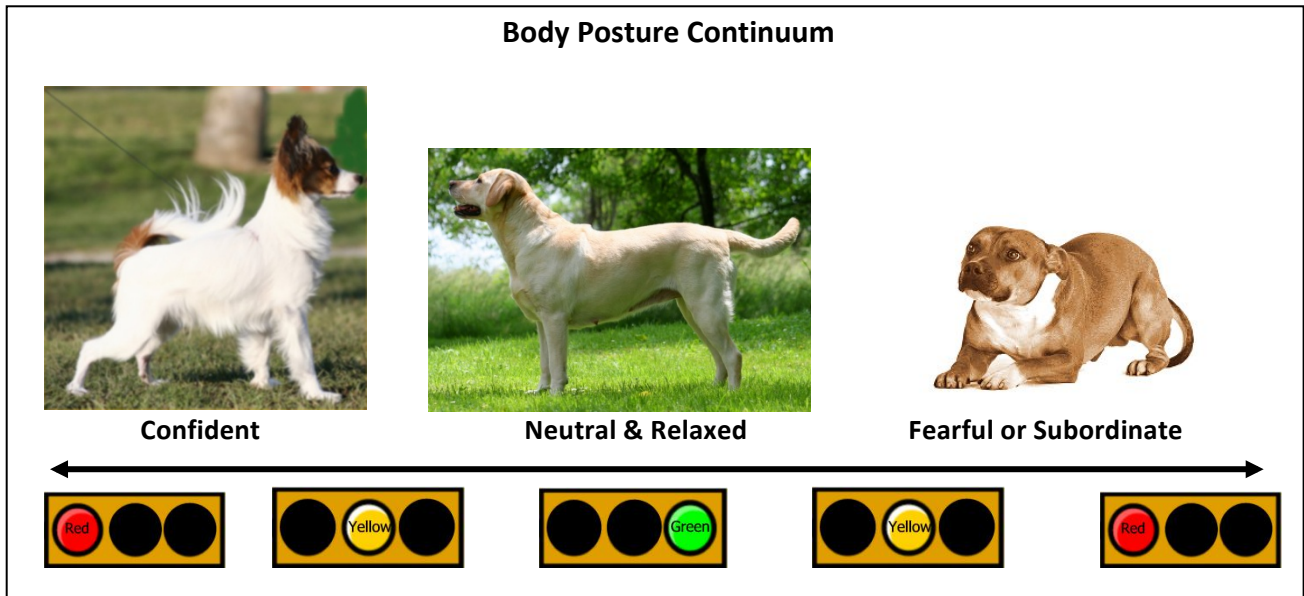 Body Posture Continuum
Confident
Neutral & Relaxed
Fearful or Subordinate
Red
Yellow
Green
Yellow
Red